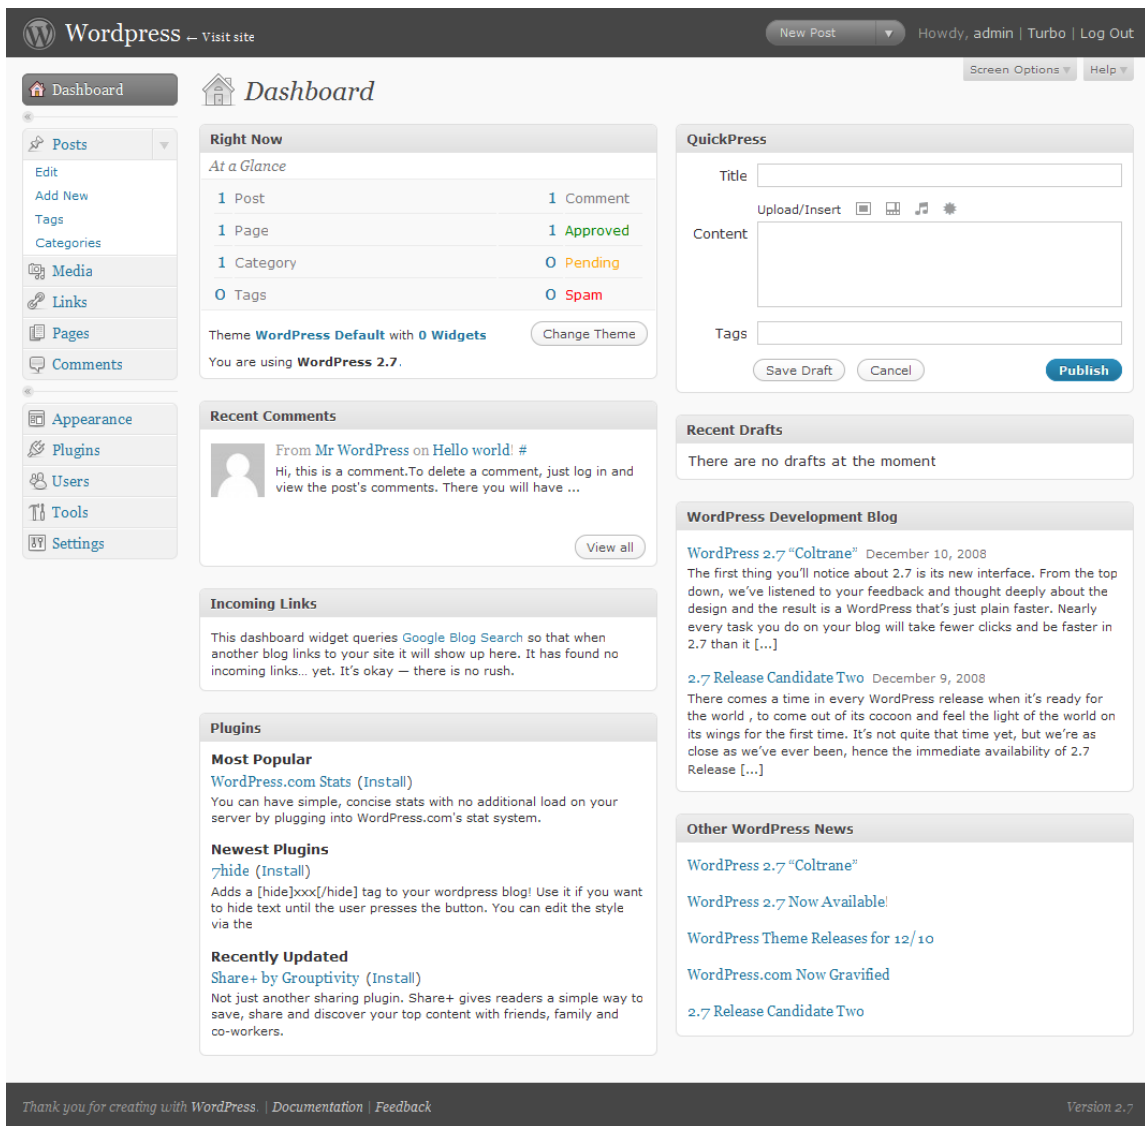 Wordpress ← Visit site
New Post
Howdy, admin | Turbo | Log Out
Screen Options
Help
Dashboard
Posts
Edit
Add New
Tags
Categories
Media
Links
Pages
Comments
Appearance
Plugins
Users
Tools
Settings
Dashboard
Right Now
At a Glance
1 Post 1 Comment
1 Page 1 Approved
1 Category 0 Pending
0 Tags 0 Spam
Theme WordPress Default with 0 Widgets
Change Theme
You are using WordPress 2.7.
Recent Comments
From Mr WordPress on Hello world! #
Hi, this is a comment.To delete a comment, just log in and
view the post's comments. There you will have ...
View all
Incoming Links
This dashboard widget queries Google Blog Search so that when
another blog links to your site it will show up here. It has found no
incoming links... yet. It's okay — there is no rush.
Plugins
Most Popular
WordPress.com Stats (Install)
You can have simple, concise stats with no additional load on your
server by plugging into WordPress.com's stat system.
Newest Plugins
7hide (Install)
Adds a [hide]xxx[/hide] tag to your wordpress blog! Use it if you want
to hide text until the user presses the button. You can edit the style
via the
Recently Updated
Share+ by Grouptivity (Install)
Not just another sharing plugin. Share+ gives readers a simple way to
save, share and discover your top content with friends, family and
co-workers.
QuickPress
Title
Upload/Insert
Content
Tags
Save Draft
Cancel
Publish
Recent Drafts
There are no drafts at the moment
WordPress Development Blog
WordPress 2.7 “Coltrane” December 10, 2008
The first thing you’ll notice about 2.7 is its new interface. From the top
down, we’ve listened to your feedback and thought deeply about the
design and the result is a WordPress that’s just plain faster. Nearly
every task you do on your blog will take fewer clicks and be faster in
2.7 than it [...]
2.7 Release Candidate Two December 9, 2008
There comes a time in every WordPress release when it’s ready for
the world , to come out of its cocoon and feel the light of the world on
its wings for the first time. It’s not quite that time yet, but we’re as
close as we’ve ever been, hence the immediate availability of 2.7
Release [...]
Other WordPress News
WordPress 2.7 “Coltrane”
WordPress 2.7 Now Available!
WordPress Theme Releases for 12/10
WordPress.com Now Gravified
2.7 Release Candidate Two
Thank you for creating with WordPress. | Documentation | Feedback
Version 2.7